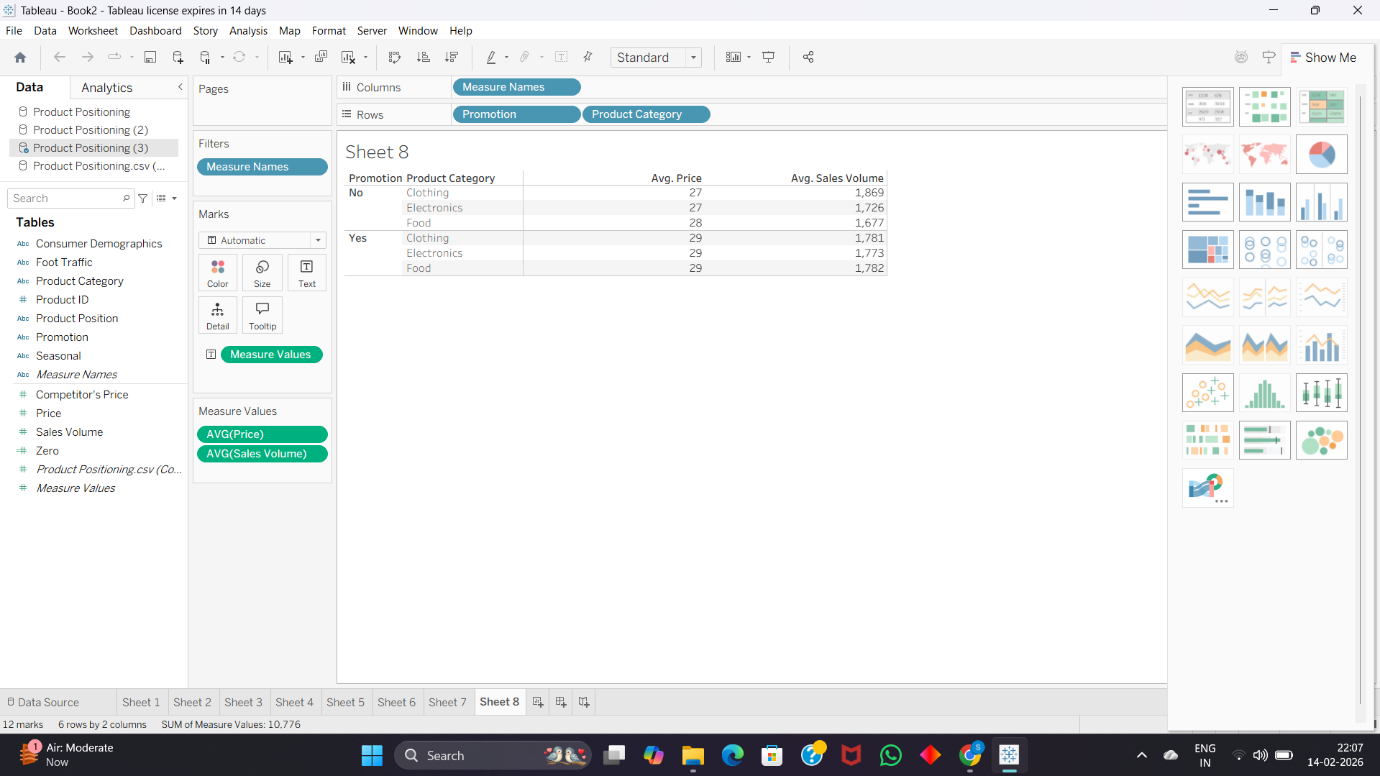 Tableau - Book2 - Tableau license expires in 14 days
File Data Worksheet Dashboard Story Analysis Map Format Server Window Help
Standard
Show Me
Data Analytics
Product Positioning
Product Positioning (2)
Product Positioning (3)
Product Positioning.csv (...
Search
Tables
Abc Consumer Demographics
Abc Foot Traffic
Abc Product Category
# Product ID
Abc Product Position
Abc Promotion
Abc Seasonal
Abc Measure Names
# Competitor's Price
# Price
# Sales Volume
=# Zero
# Product Positioning.csv (Co...
# Measure Values
Pages
Filters
Measure Names
Marks
Automatic
Color Size Text
Detail Tooltip
Measure Values
Measure Values
AVG(Price)
AVG(Sales Volume)
Columns Measure Names
Rows Promotion Product Category
Sheet 8
Promotion Product Category Avg. Price Avg. Sales Volume
No Clothing 27 1,869
Electronics 27 1,726
Food 28 1,677
Yes Clothing 29 1,781
Electronics 29 1,773
Food 29 1,782
Data Source Sheet 1 Sheet 2 Sheet 3 Sheet 4 Sheet 5 Sheet 6 Sheet 7 Sheet 8
12 marks 6 rows by 2 columns SUM of Measure Values: 10,776
1 Air: Moderate
Now
Search
S
ENG
IN
22:07
14-02-2026